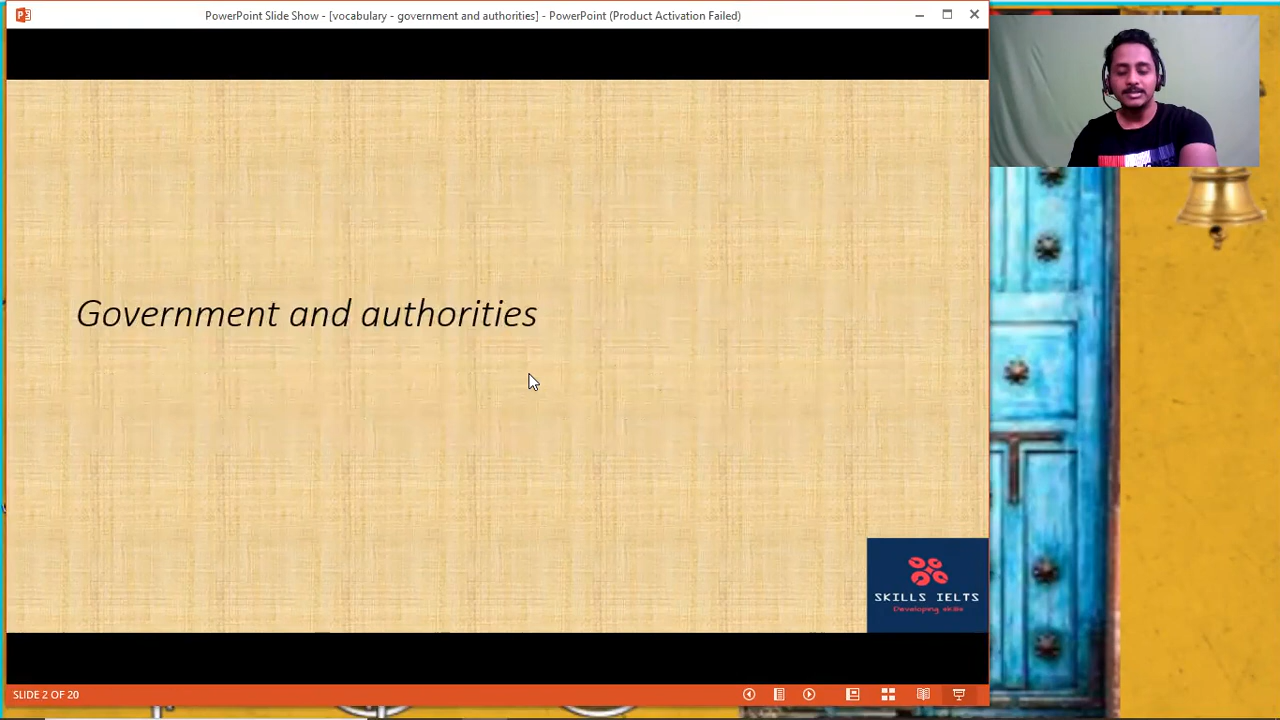 PowerPoint Slide Show - [vocabulary - government and authorities] - PowerPoint (Product Activation Failed)
Government and authorities
SKILLS IELTS
Developing skills
SLIDE 2 OF 20